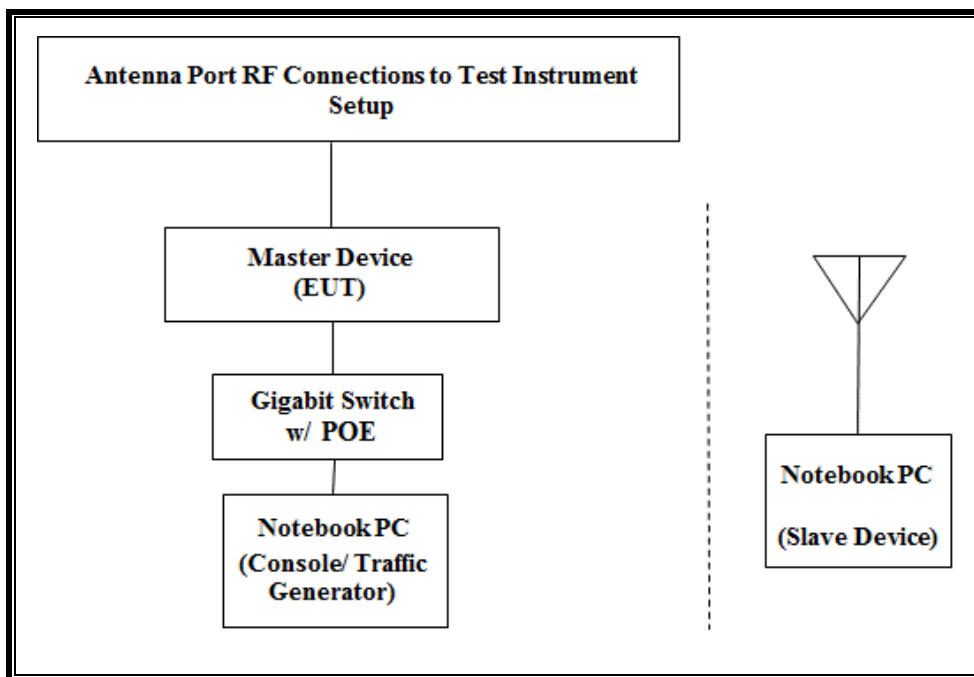 Antenna Port RF Connections to Test Instrument
Setup
Master Device
(EUT)
Gigabit Switch
w/ POE
Notebook PC
(Console/ Traffic
Generator)
Notebook PC
(Slave Device)